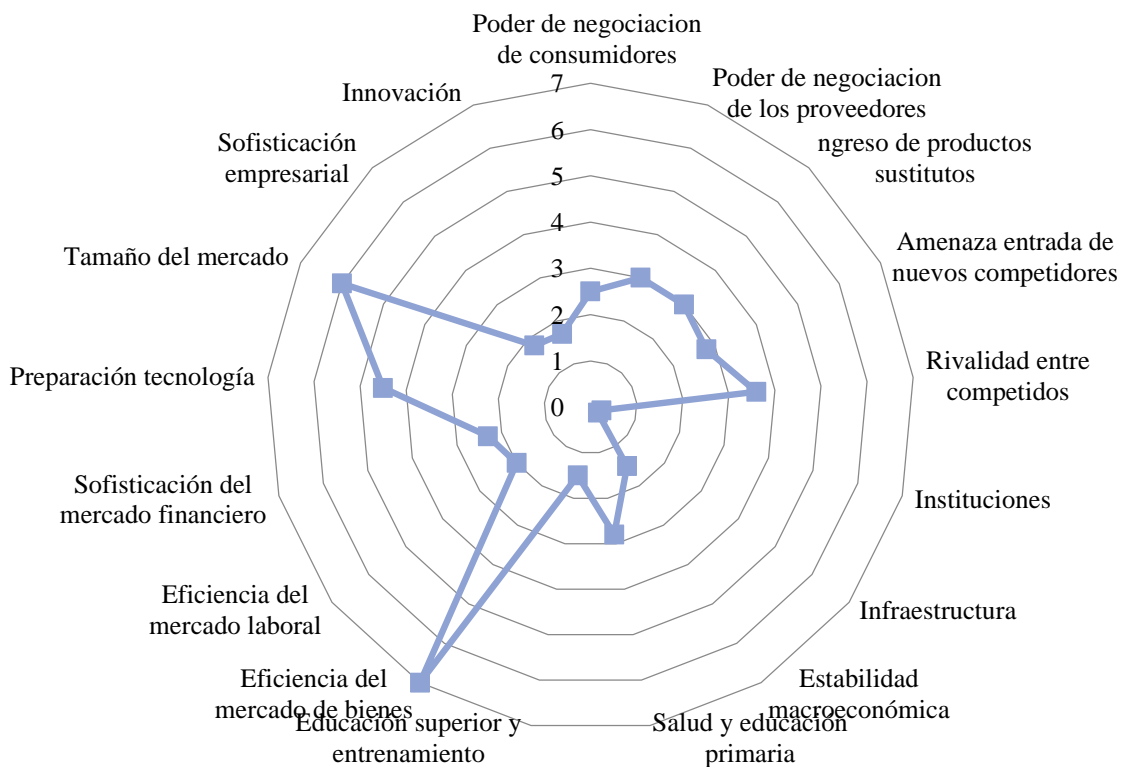 Poder de negociacion
de consumidores
Poder de negociacion
de los proveedores
ngreso de productos
sustitutos
Amenaza entrada de
nuevos competidores
Rivalidad entre
competidos
Instituciones
Infraestructura
Estabilidad
macroeconómica
Salud y educación
primaria
Educación superior y
entrenamiento
Eficiencia del
mercado de bienes
Eficiencia del
mercado laboral
Sofisticación del
mercado financiero
Preparación tecnología
Tamaño del mercado
Sofisticación
empresarial
Innovación
7
6
5
4
3
2
1
0